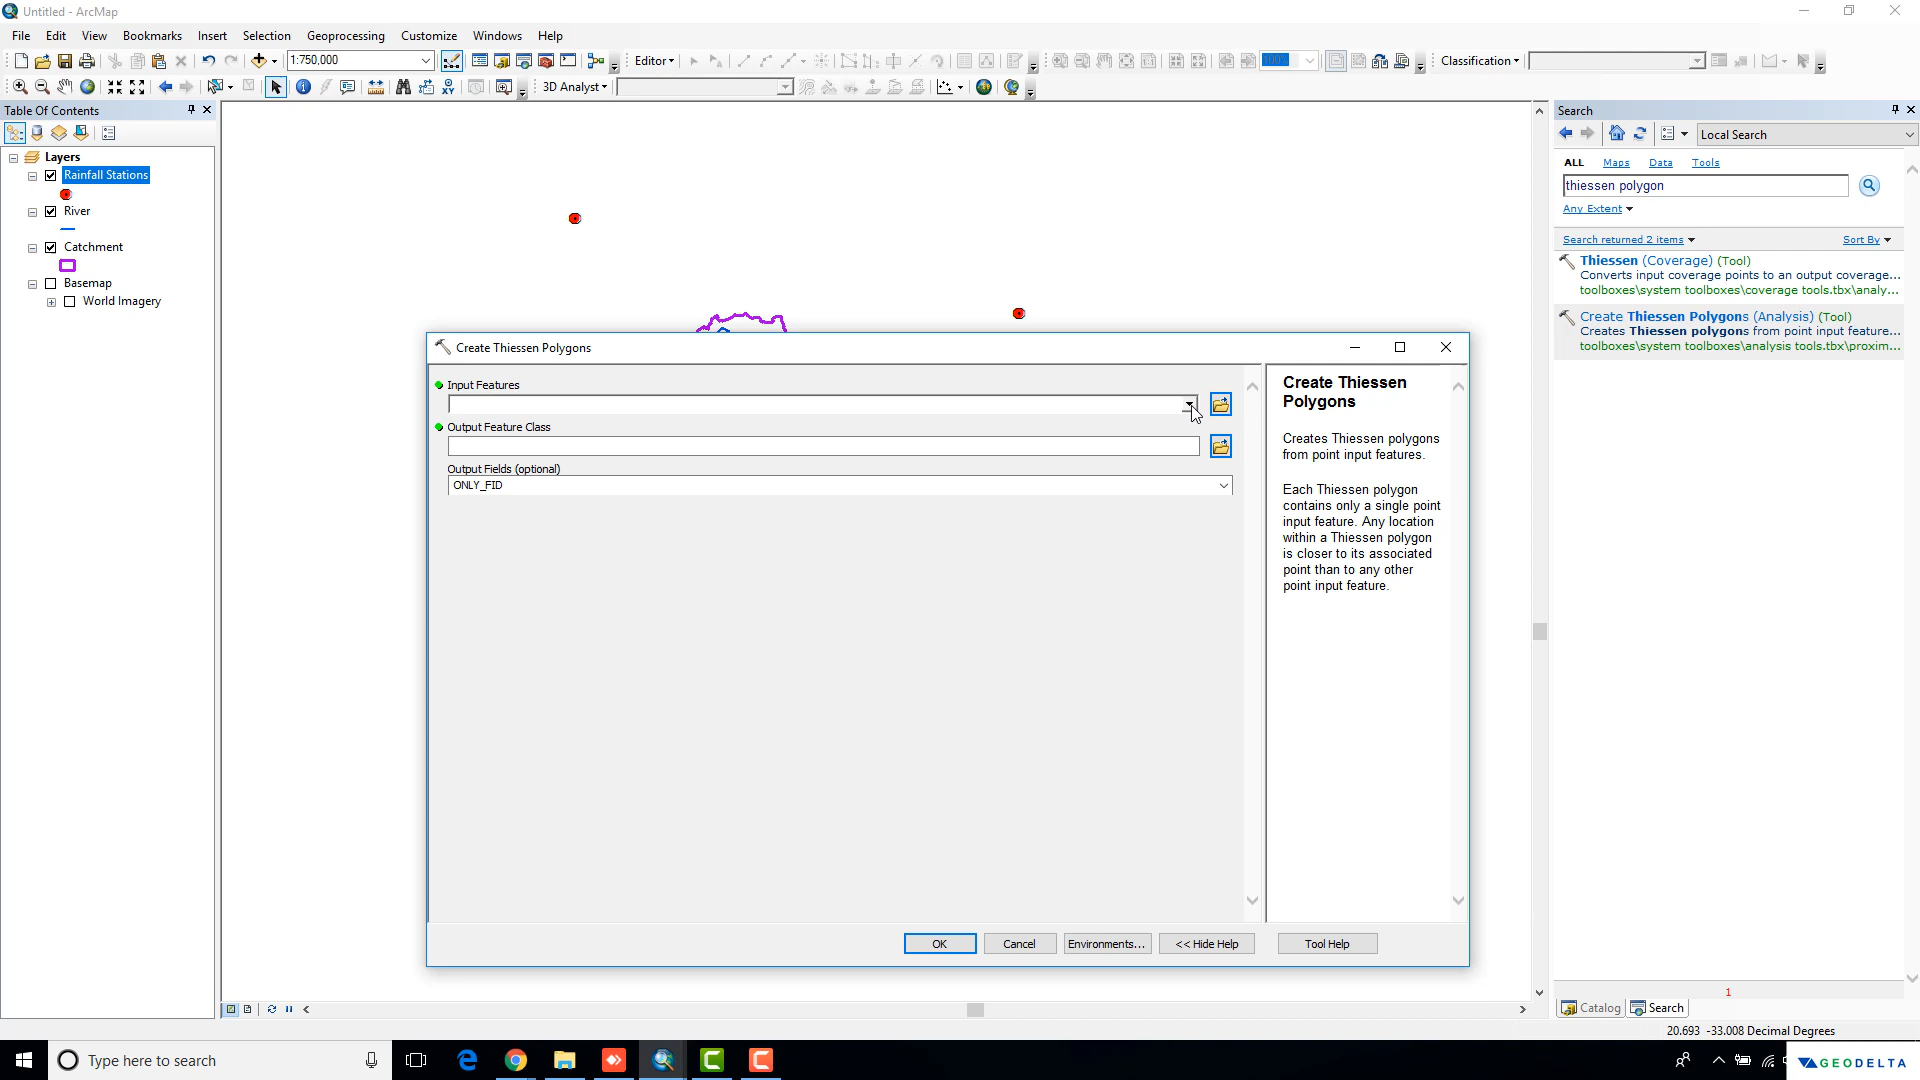 Untitled - ArcMap
File Edit View Bookmarks Insert Selection Geoprocessing Customize Windows Help
1:750,000 Editor 100% Classification
3D Analyst
Table Of Contents
Layers
Rainfall Stations
River
Catchment
Basemap
World Imagery
Create Thiessen Polygons
Input Features
Output Feature Class
Output Fields (optional)
ONLY_FID
OK Cancel Environments... << Hide Help Tool Help
Create Thiessen
Polygons
Creates Thiessen polygons
from point input features.
Each Thiessen polygon
contains only a single point
input feature. Any location
within a Thiessen polygon
is closer to its associated
point than to any other
point input feature.
Search
Local Search
ALL Maps Data Tools
thiessen polygon
Any Extent
Search returned 2 items Sort By
Thiessen (Coverage) (Tool)
Converts input coverage points to an output coverage...
toolboxes\system toolboxes\coverage tools.tbx\analy...
Create Thiessen Polygons (Analysis) (Tool)
Creates Thiessen polygons from point input feature...
toolboxes\system toolboxes\analysis tools.tbx\proxim...
1
Catalog Search
20.693 -33.008 Decimal Degrees
Type here to search
GEODELTA